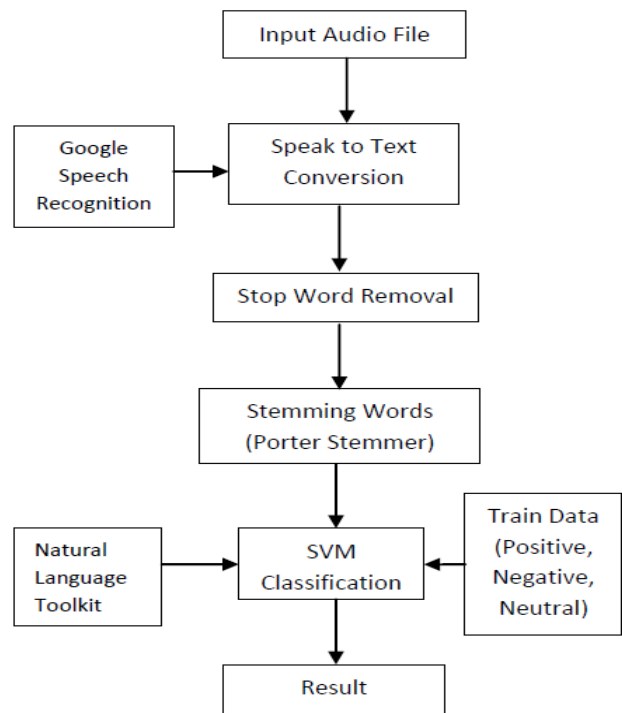 Input Audio File
Google
Speech
Recognition
Speak to Text
Conversion
Stop Word Removal
Stemming Words
(Porter Stemmer)
Natural
Language
Toolkit
SVM
Classification
Train Data
(Positive,
Negative,
Neutral)
Result